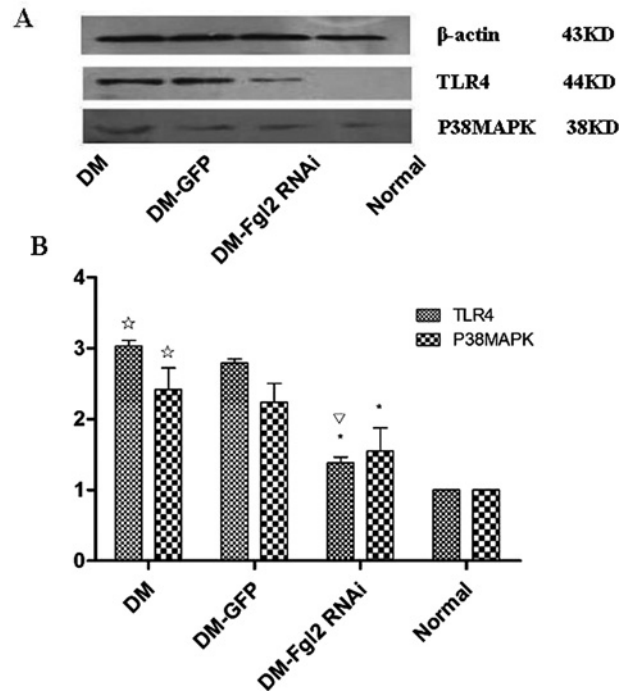 A
β-actin 43KD
TLR4 44KD
P38MAPK 38KD
DM
DM-GFP
DM-Fgl2 RNAi
Normal
B
4
3
2
1
0
☆
☆
▽
*
*
TLR4
P38MAPK
DM
DM-GFP
DM-Fgl2 RNAi
Normal